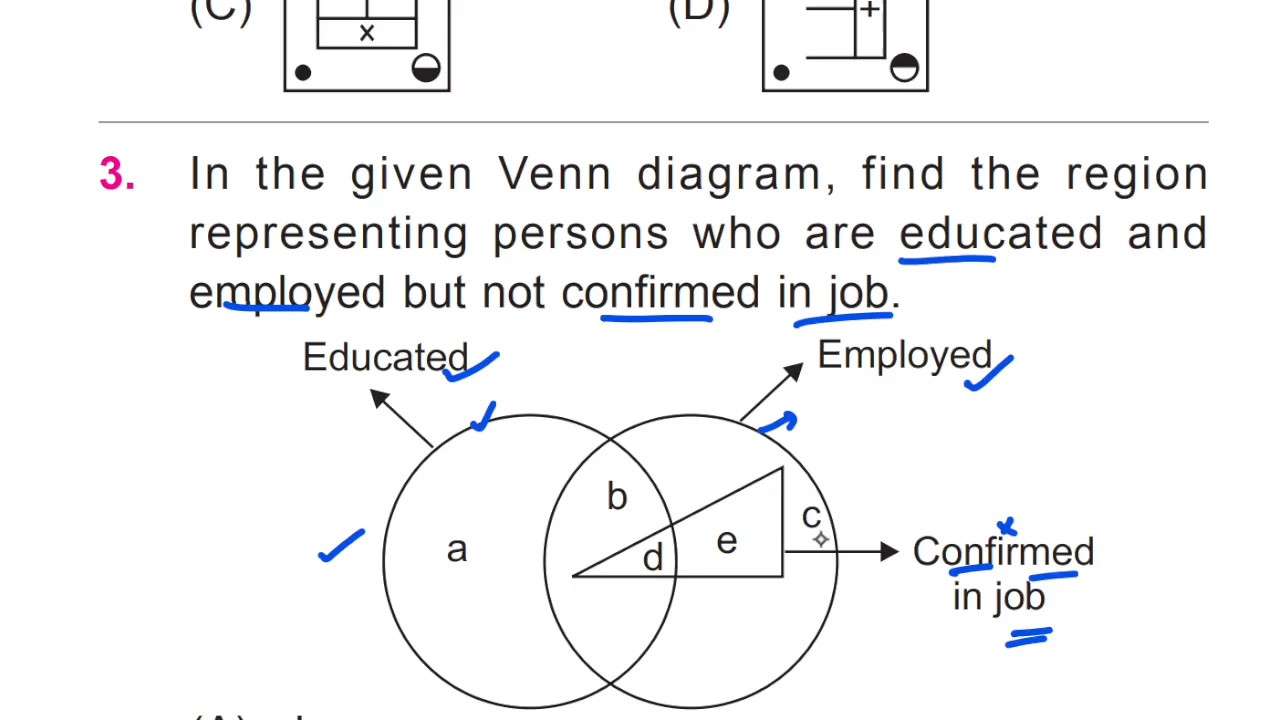 (C)
(D)
×
+
3. In the given Venn diagram, find the region
representing persons who are educated and
employed but not confirmed in job.
Educated
Employed
a
b
c
d
e
Confirmed
in job